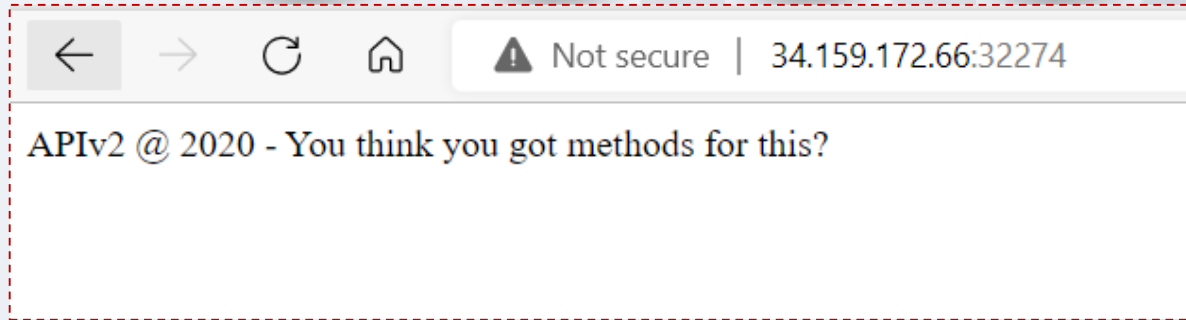 Not secure | 34.159.172.66:32274
APIv2 @ 2020 - You think you got methods for this?